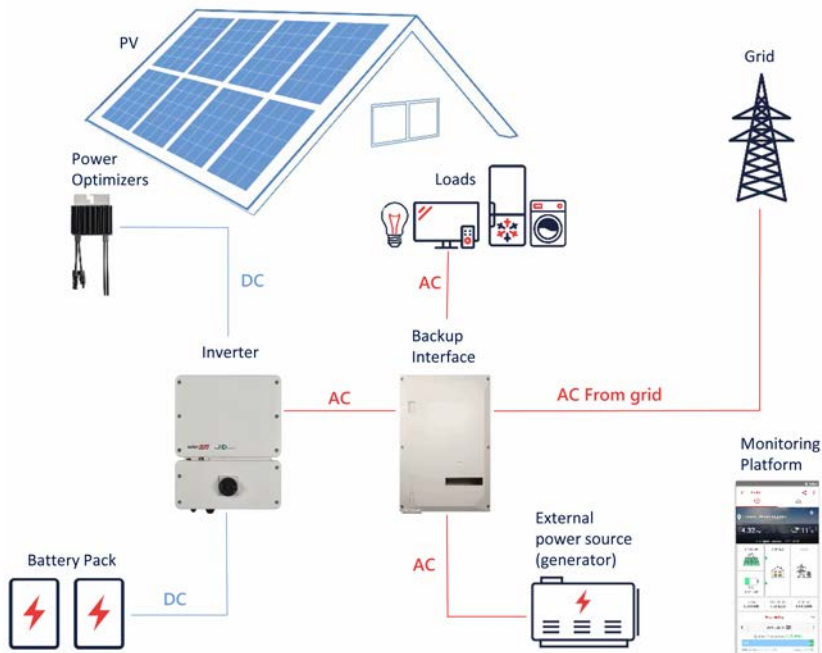 PV
Grid
Power
Optimizers
Loads
DC
AC
Inverter
Backup
Interface
AC
AC From grid
Monitoring
Platform
External
power source
(generator)
Battery Pack
AC
DC